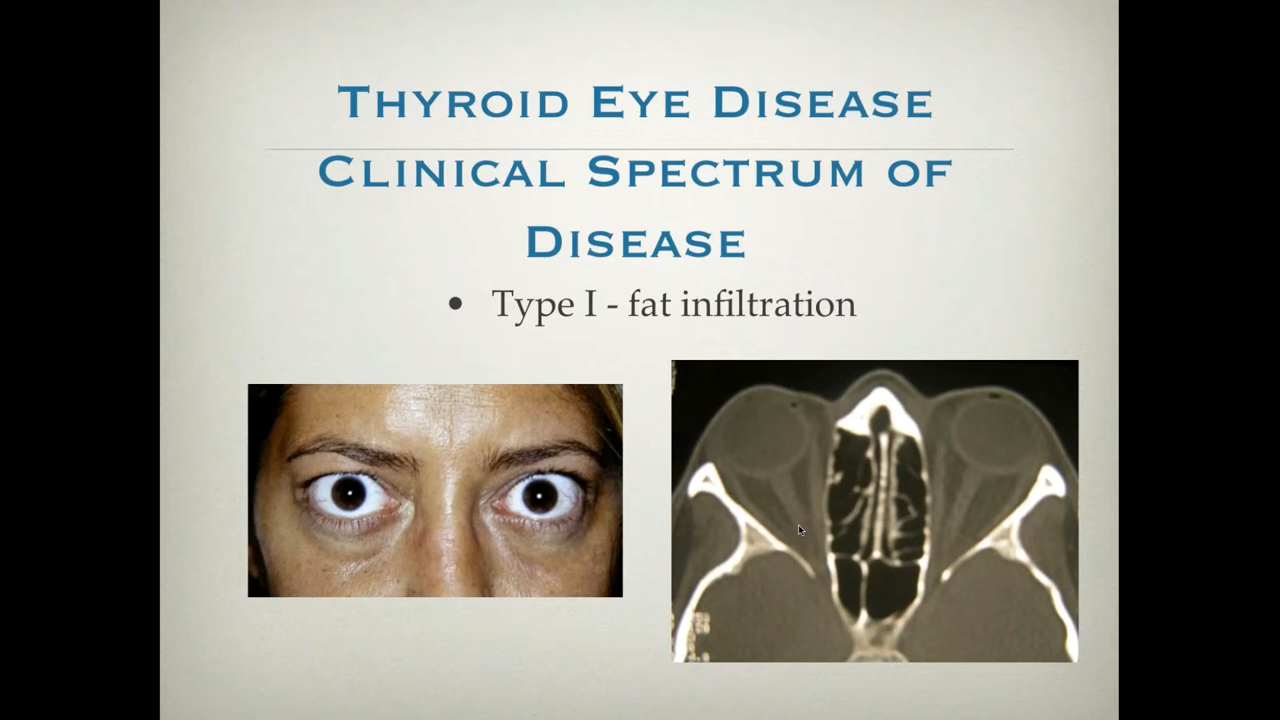 Thyroid Eye Disease
Clinical Spectrum of
Disease
• Type I - fat infiltration